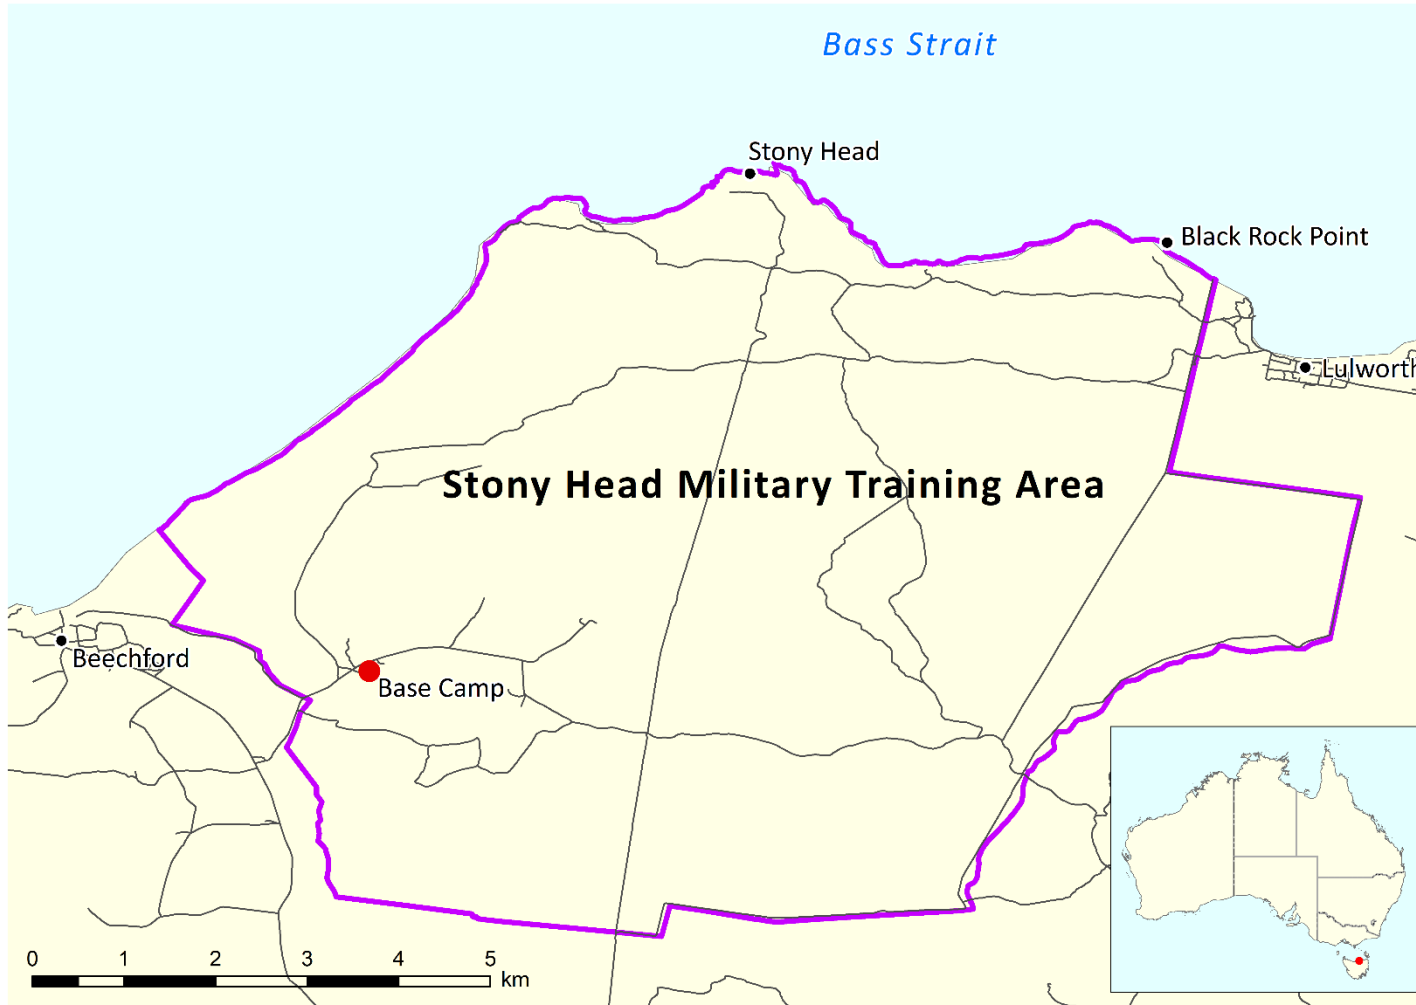 Bass Strait
Stony Head
Black Rock Point
Lulworth
Stony Head Military Training Area
Beechford
Base Camp
0 1 2 3 4 5
km